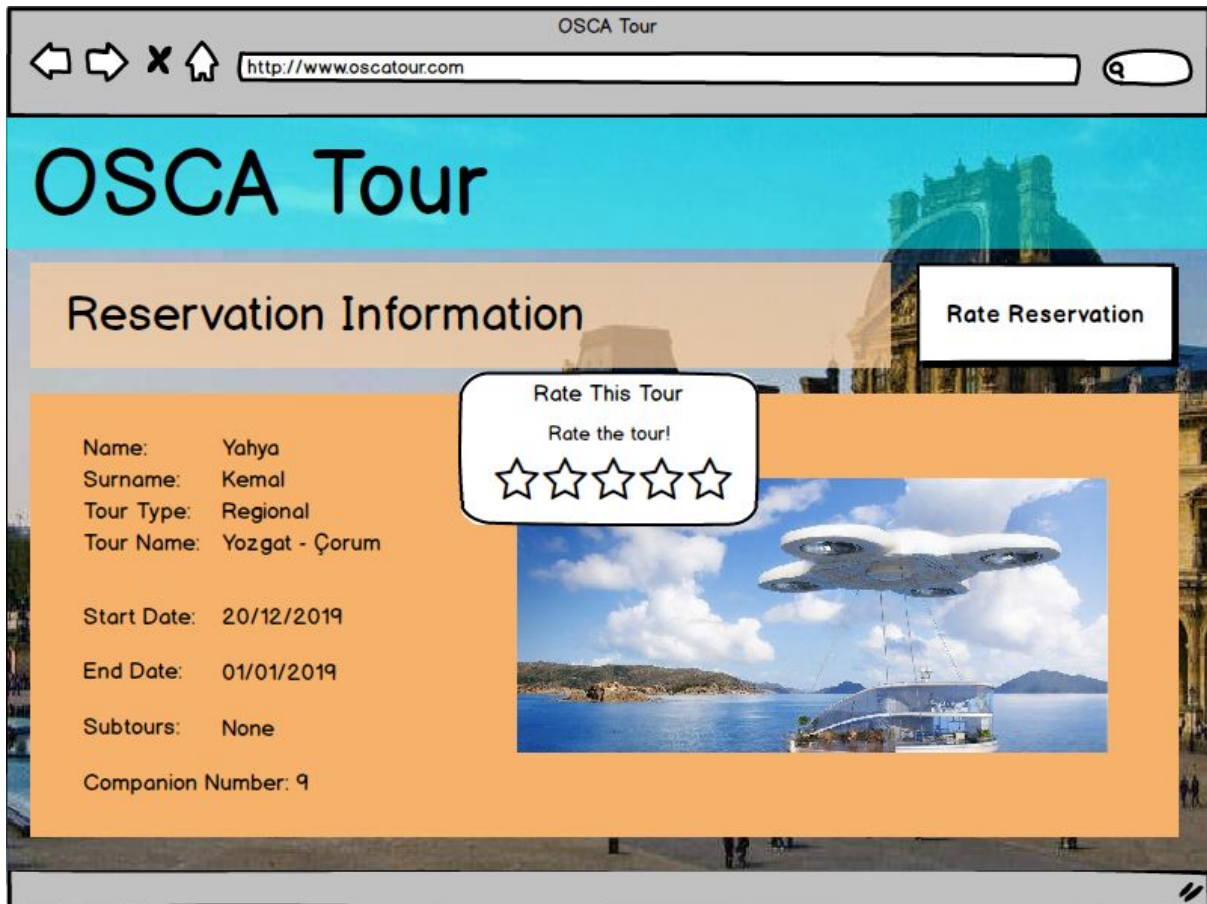 OSCA Tour
http://www.oscatour.com
OSCA Tour
Reservation Information
Rate Reservation
Rate This Tour
Rate the tour!
Name: Yahya
Surname: Kemal
Tour Type: Regional
Tour Name: Yozgat - Çorum
Start Date: 20/12/2019
End Date: 01/01/2019
Subtours: None
Companion Number: 9